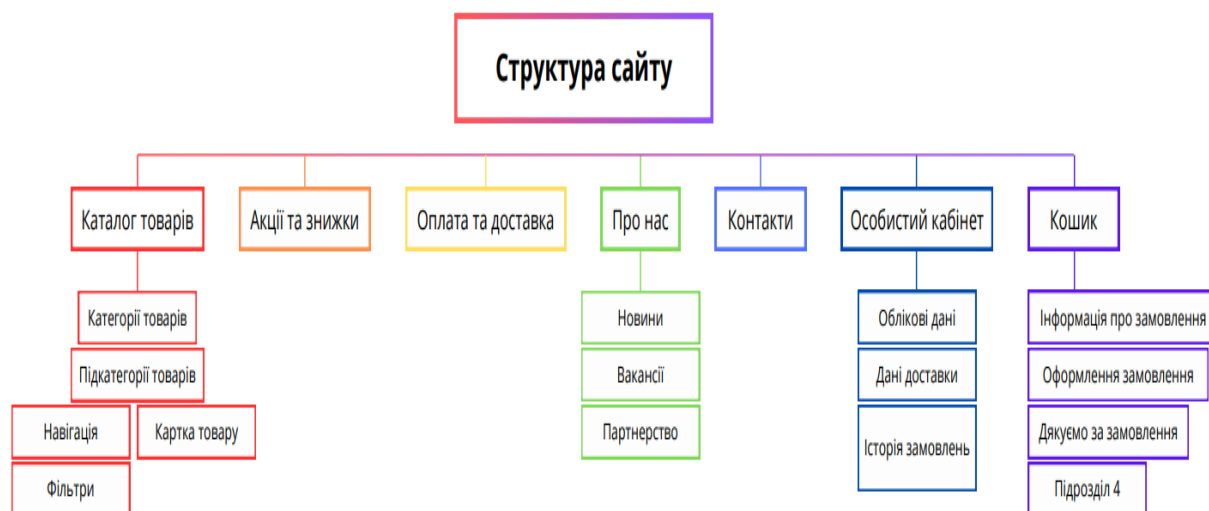 Структура сайту
Каталог товарів
Акції та знижки
Оплата та доставка
Про нас
Контакти
Особистий кабінет
Кошик
Категорії товарів
Новини
Облікові дані
Інформація про замовлення
Підкатегорії товарів
Вакансії
Дані доставки
Оформлення замовлення
Навігація
Картка товару
Партнерство
Історія замовлень
Дякуємо за замовлення
Фільтри
Підрозділ 4